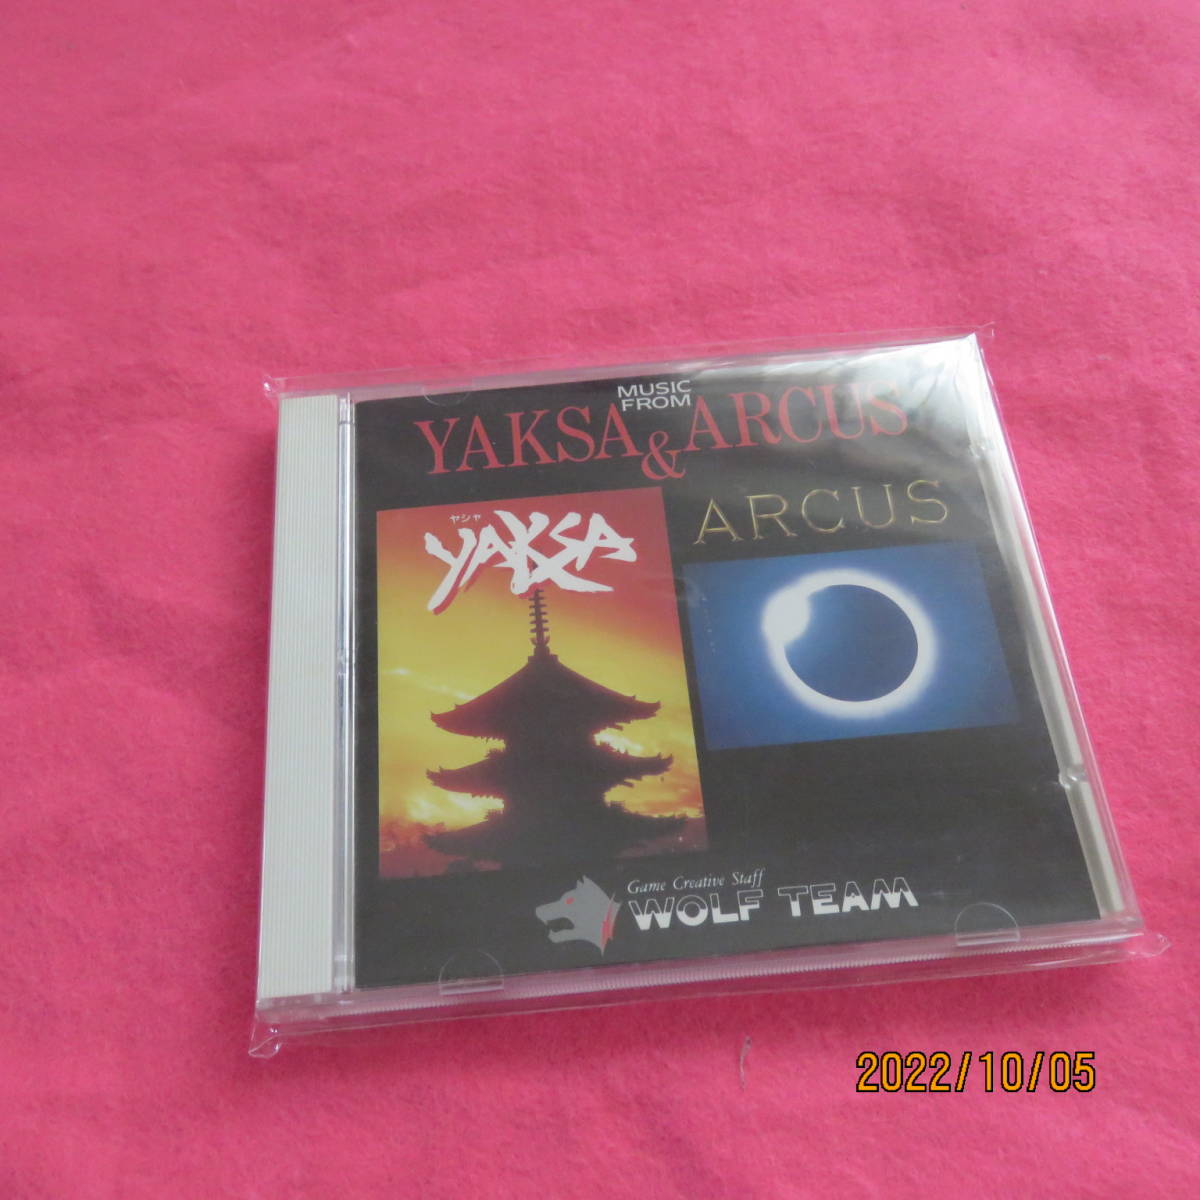 MUSIC
FROM
YAKSA & ARCUS
ヤシャ
YAKSA
ARCUS
Game Creative Staff
WOLF TEAM
2022/10/05